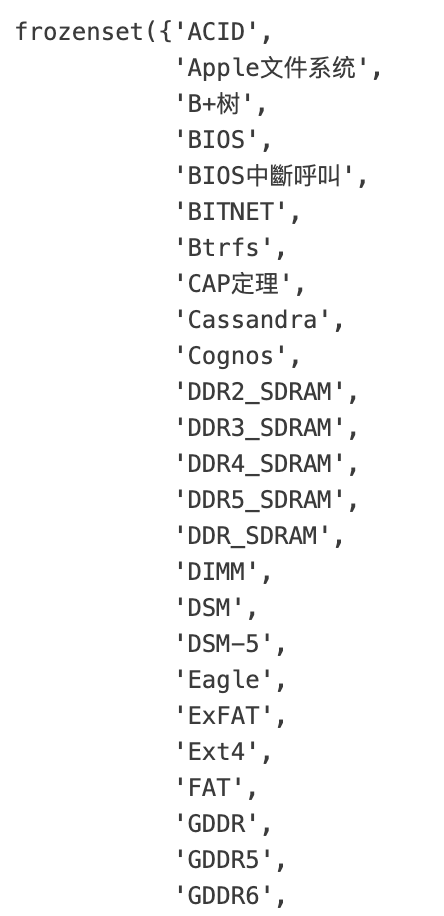 frozenset({'ACID',
'Apple文件系统',
'B+树',
'BIOS',
'BIOS中斷呼叫',
'BITNET',
'Btrfs',
'CAP定理',
'Cassandra',
'Cognos',
'DDR2_SDRAM',
'DDR3_SDRAM',
'DDR4_SDRAM',
'DDR5_SDRAM',
'DDR_SDRAM',
'DIMM',
'DSM',
'DSM-5',
'Eagle',
'ExFAT',
'Ext4',
'FAT',
'GDDR',
'GDDR5',
'GDDR6',